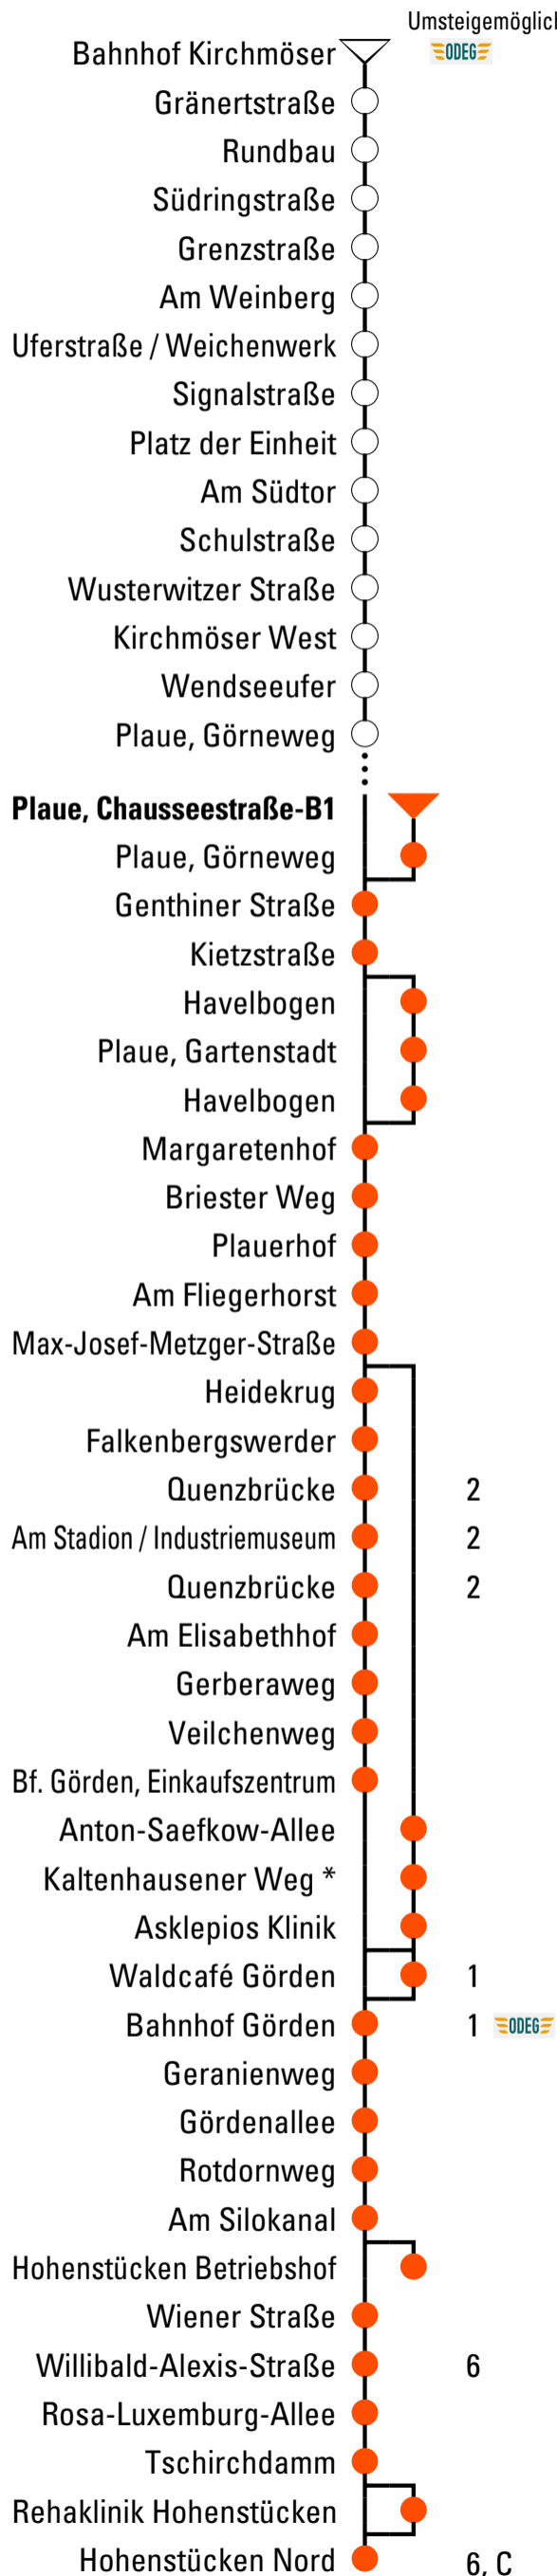 Umsteigemöglic
Bahnhof Kirchmöser ODEG
Gränertstraße
Rundbau
Südringstraße
Grenzstraße
Am Weinberg
Uferstraße / Weichenwerk
Signalstraße
Platz der Einheit
Am Südtor
Schulstraße
Wusterwitzer Straße
Kirchmöser West
Wendseeufer
Plaue, Görneweg
Plaue, Chausseestraße-B1
Plaue, Görneweg
Genthiner Straße
Kietzstraße
Havelbogen
Plaue, Gartenstadt
Havelbogen
Margaretenhof
Briester Weg
Plauerhof
Am Fliegerhorst
Max-Josef-Metzger-Straße
Heidekrug
Falkenbergswerder
Quenzbrücke 2
Am Stadion / Industriemuseum 2
Quenzbrücke 2
Am Elisabethhof
Gerberaweg
Veilchenweg
Bf. Görden, Einkaufszentrum
Anton-Saefkow-Allee
Kaltenhausener Weg *
Asklepios Klinik
Waldcafé Görden 1
Bahnhof Görden 1 ODEG
Geranienweg
Gördenallee
Rotdornweg
Am Silokanal
Hohenstücken Betriebshof
Wiener Straße
Willibald-Alexis-Straße 6
Rosa-Luxemburg-Allee
Tschirchdamm
Rehaklinik Hohenstücken
Hohenstücken Nord 6, C